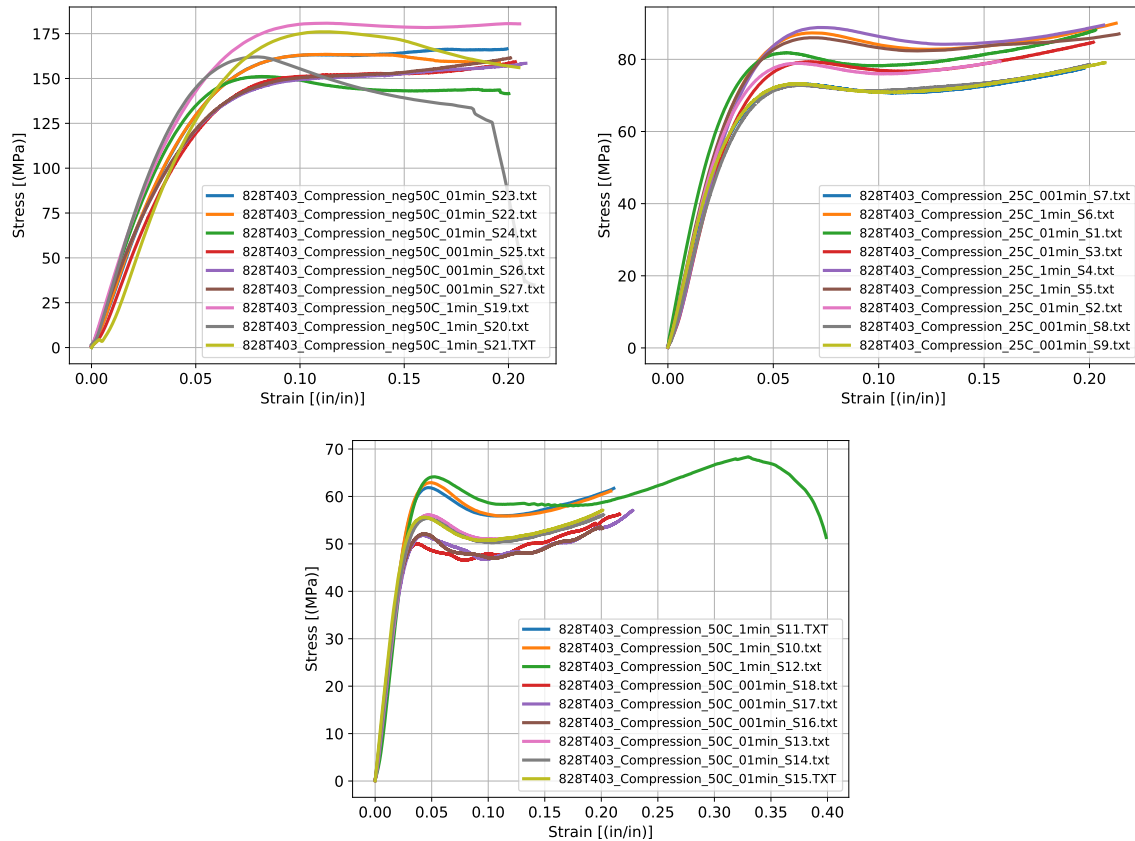 Stress [(MPa)]
175
150
125
100
75
50
25
0
0.00 0.05 0.10 0.15 0.20
Strain [(in/in)]
828T403_Compression_neg50C_01min_S23.txt
828T403_Compression_neg50C_01min_S22.txt
828T403_Compression_neg50C_01min_S24.txt
828T403_Compression_neg50C_001min_S25.txt
828T403_Compression_neg50C_001min_S26.txt
828T403_Compression_neg50C_001min_S27.txt
828T403_Compression_neg50C_1min_S19.txt
828T403_Compression_neg50C_1min_S20.txt
828T403_Compression_neg50C_1min_S21.TXT
Stress [(MPa)]
80
60
40
20
0
0.00 0.05 0.10 0.15 0.20
Strain [(in/in)]
828T403_Compression_25C_001min_S7.txt
828T403_Compression_25C_1min_S6.txt
828T403_Compression_25C_01min_S1.txt
828T403_Compression_25C_01min_S3.txt
828T403_Compression_25C_1min_S4.txt
828T403_Compression_25C_1min_S5.txt
828T403_Compression_25C_01min_S2.txt
828T403_Compression_25C_001min_S8.txt
828T403_Compression_25C_001min_S9.txt
Stress [(MPa)]
70
60
50
40
30
20
10
0
0.00 0.05 0.10 0.15 0.20 0.25 0.30 0.35 0.40
Strain [(in/in)]
828T403_Compression_50C_1min_S11.TXT
828T403_Compression_50C_1min_S10.txt
828T403_Compression_50C_1min_S12.txt
828T403_Compression_50C_001min_S18.txt
828T403_Compression_50C_001min_S17.txt
828T403_Compression_50C_001min_S16.txt
828T403_Compression_50C_01min_S13.txt
828T403_Compression_50C_01min_S14.txt
828T403_Compression_50C_01min_S15.TXT